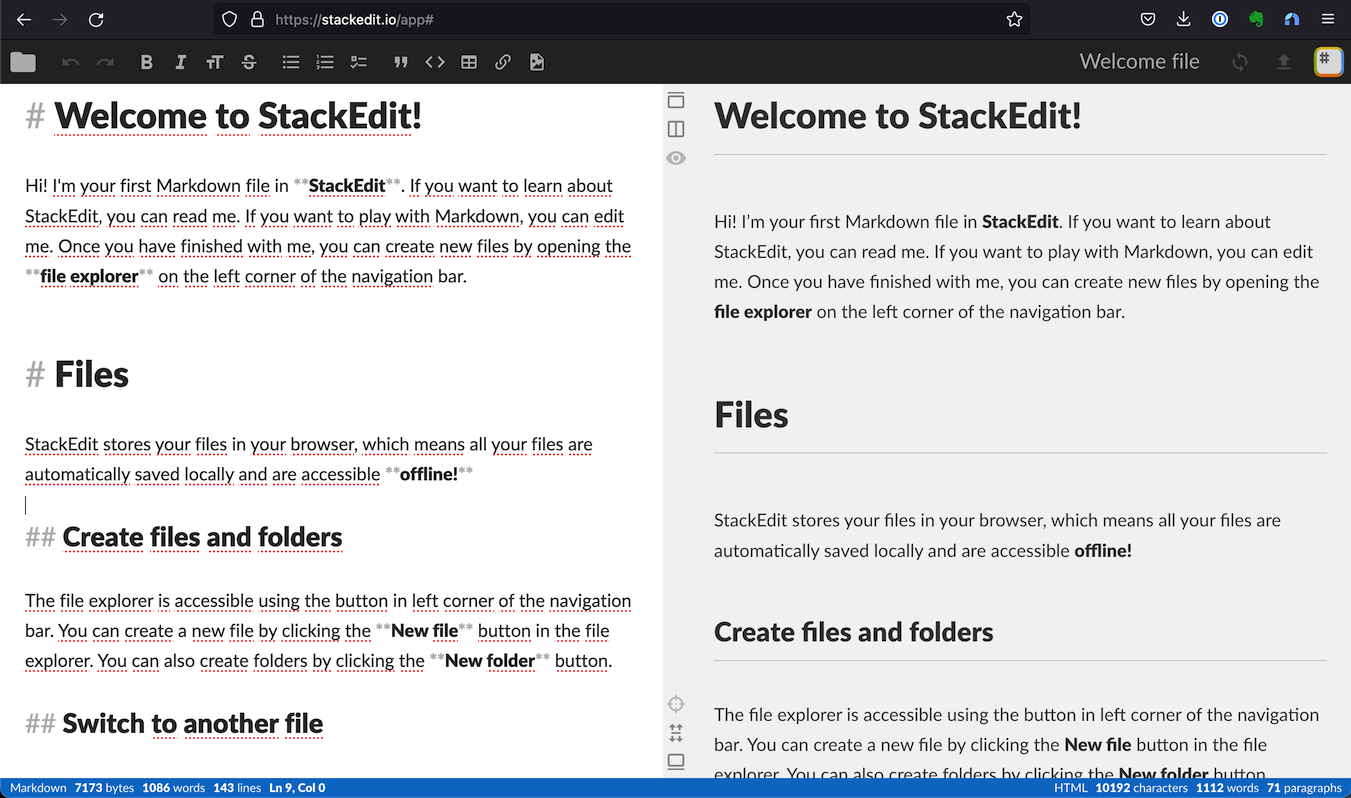 https://stackedit.io/app#
Welcome file
# Welcome to StackEdit!
Hi! I'm your first Markdown file in **StackEdit**. If you want to learn about
StackEdit, you can read me. If you want to play with Markdown, you can edit
me. Once you have finished with me, you can create new files by opening the
**file explorer** on the left corner of the navigation bar.
# Files
StackEdit stores your files in your browser, which means all your files are
automatically saved locally and are accessible **offline!**
## Create files and folders
The file explorer is accessible using the button in left corner of the navigation
bar. You can create a new file by clicking the **New file** button in the file
explorer. You can also create folders by clicking the **New folder** button.
## Switch to another file
Welcome to StackEdit!
Hi! I’m your first Markdown file in StackEdit. If you want to learn about
StackEdit, you can read me. If you want to play with Markdown, you can edit
me. Once you have finished with me, you can create new files by opening the
file explorer on the left corner of the navigation bar.
Files
StackEdit stores your files in your browser, which means all your files are
automatically saved locally and are accessible offline!
Create files and folders
The file explorer is accessible using the button in left corner of the navigation
bar. You can create a new file by clicking the New file button in the file
explorer. You can also create folders by clicking the New folder button.
Markdown 7173 bytes 1086 words 143 lines Ln 9, Col 0
HTML 10192 characters 1112 words 71 paragraphs